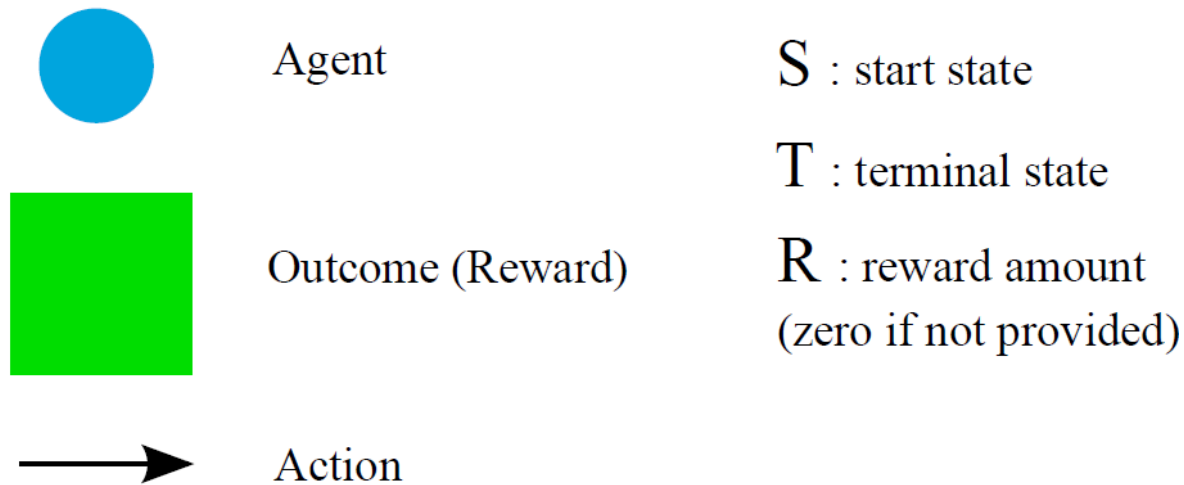 Agent
Outcome (Reward)
Action
S : start state
T : terminal state
R : reward amount
(zero if not provided)